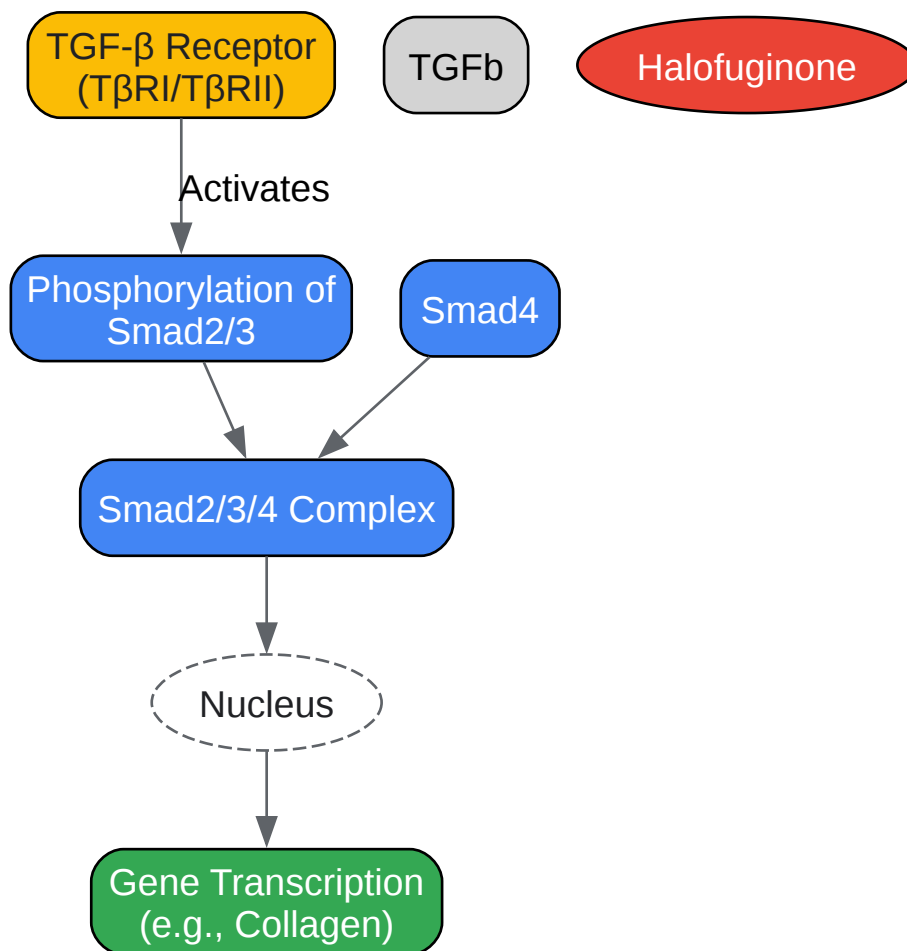 TGF-β Receptor
(TβRI/TβRII)
TGFb
Halofuginone
Activates
Phosphorylation of
Smad2/3
Smad4
Smad2/3/4 Complex
Nucleus
Gene Transcription
(e.g., Collagen)